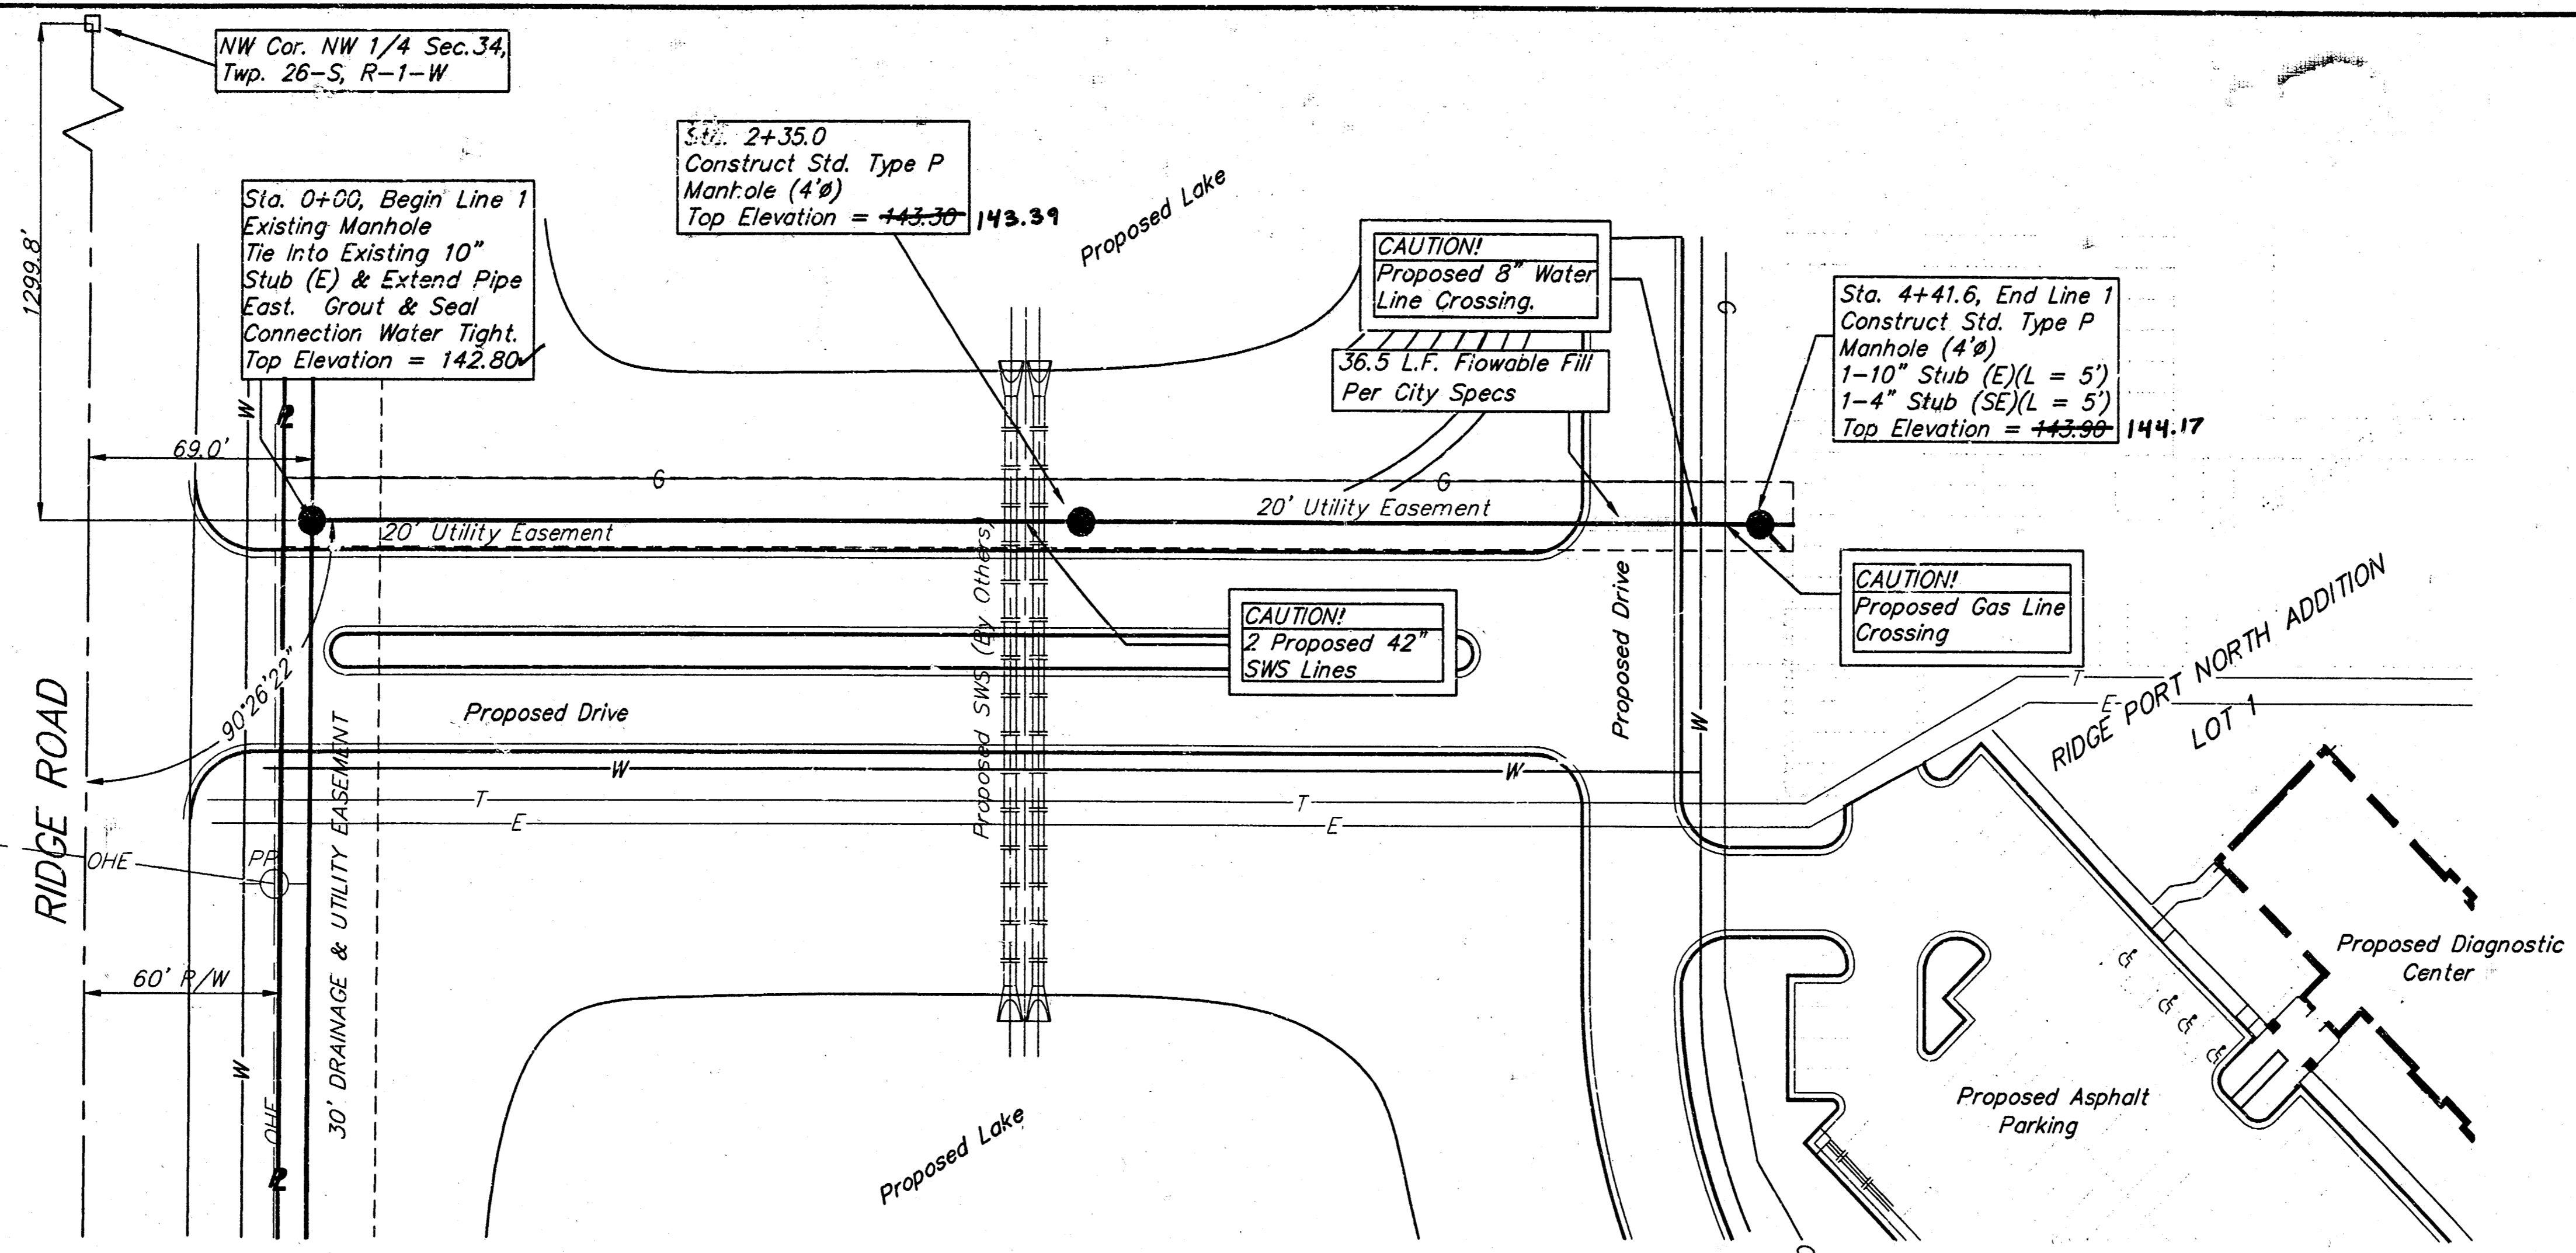 NW Cor. NW 1/4 Sec.34,
Twp. 26-S, R-1-W
1299.8'
Sta. 0+00, Begin Line 1
Existing Manhole
Tie Into Existing 10"
Stub (E) & Extend Pipe
East. Grout & Seal
Connection Water Tight.
Top Elevation = 142.80✓
Sta. 2+35.0
Construct Std. Type P
Manhole (4'ø)
Top Elevation = 143.30 143.39
Proposed Lake
CAUTION!
Proposed 8" Water
Line Crossing.
36.5 L.F. Flowable Fill
Per City Specs
G
Sta. 4+41.6, End Line 1
Construct Std. Type P
Manhole (4'ø)
1-10" Stub (E)(L = 5')
1-4" Stub (SE)(L = 5')
Top Elevation = 143.90 144.17
W
PL
69.0'
G
G
20' Utility Easement
20' Utility Easement
CAUTION!
Proposed Gas Line
Crossing
CAUTION!
2 Proposed 42"
SWS Lines
Proposed SWS (By Others)
Proposed Drive
90°26'22"
Proposed Drive
RIDGE ROAD
30' DRAINAGE & UTILITY EASEMENT
RIDGE PORT NORTH ADDITION
LOT 1
T
E
W
W
W
T
T
E
E
OHE
PP
60' R/W
W
OHE
PL
Proposed Lake
Proposed Diagnostic
Center
Proposed Asphalt
Parking